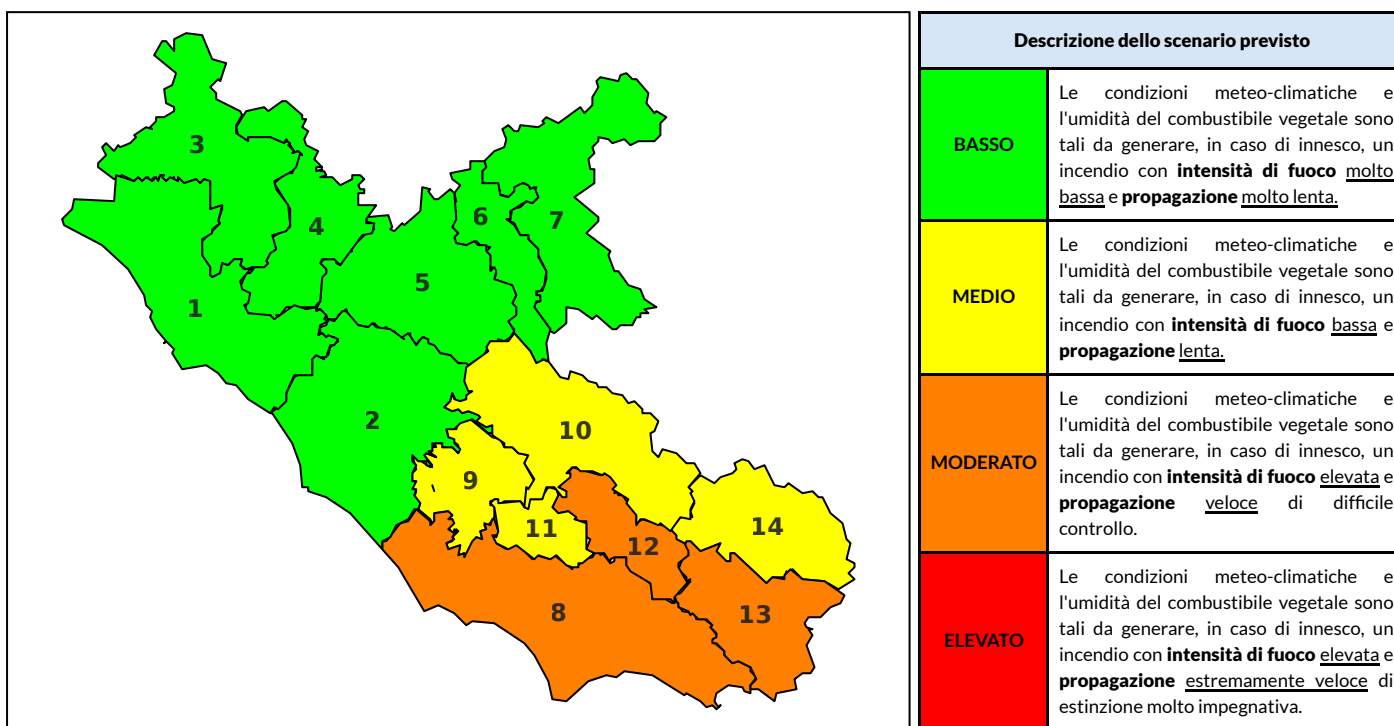 3
4
6
7
5
1
2
10
9
11
14
12
8
13
Descrizione dello scenario previsto
BASSO
Le condizioni meteo-climatiche e
l'umidità del combustibile vegetale sono
tali da generare, in caso di innesco, un
incendio con intensità di fuoco molto
bassa e propagazione molto lenta.
MEDIO
Le condizioni meteo-climatiche e
l'umidità del combustibile vegetale sono
tali da generare, in caso di innesco, un
incendio con intensità di fuoco bassa e
propagazione lenta.
MODERATO
Le condizioni meteo-climatiche e
l'umidità del combustibile vegetale sono
tali da generare, in caso di innesco, un
incendio con intensità di fuoco elevata e
propagazione veloce di difficile
controllo.
ELEVATO
Le condizioni meteo-climatiche e
l'umidità del combustibile vegetale sono
tali da generare, in caso di innesco, un
incendio con intensità di fuoco elevata e
propagazione estremamente veloce di
estinzione molto impegnativa.